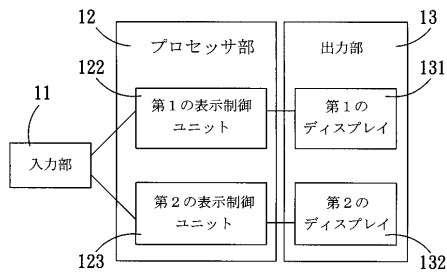 12
13
プロセッサ部
出力部
122
131
11
第1の表示制御
ユニット
第1の
ディスプレイ
入力部
第2の表示制御
ユニット
第2の
ディスプレイ
123
132